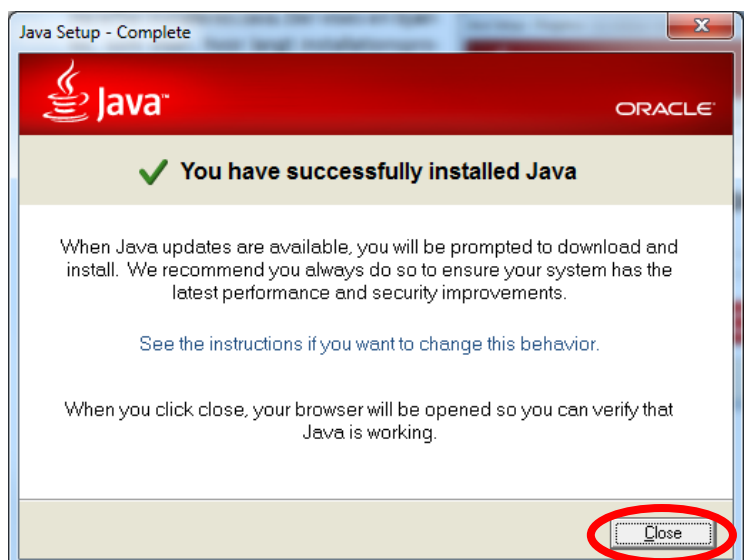 Java Setup - Complete
Java™
ORACLE
You have successfully installed Java
When Java updates are available, you will be prompted to download and
install. We recommend you always do so to ensure your system has the
latest performance and security improvements.
See the instructions if you want to change this behavior.
When you click close, your browser will be opened so you can verify that
Java is working.
Close